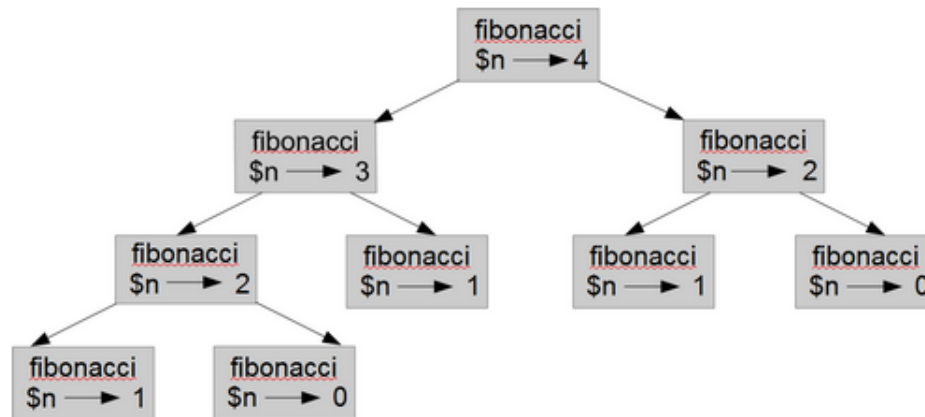 fibonacci
$n → 4
fibonacci
$n → 3
fibonacci
$n → 2
fibonacci
$n → 2
fibonacci
$n → 1
fibonacci
$n → 1
fibonacci
$n → 0
fibonacci
$n → 1
fibonacci
$n → 0